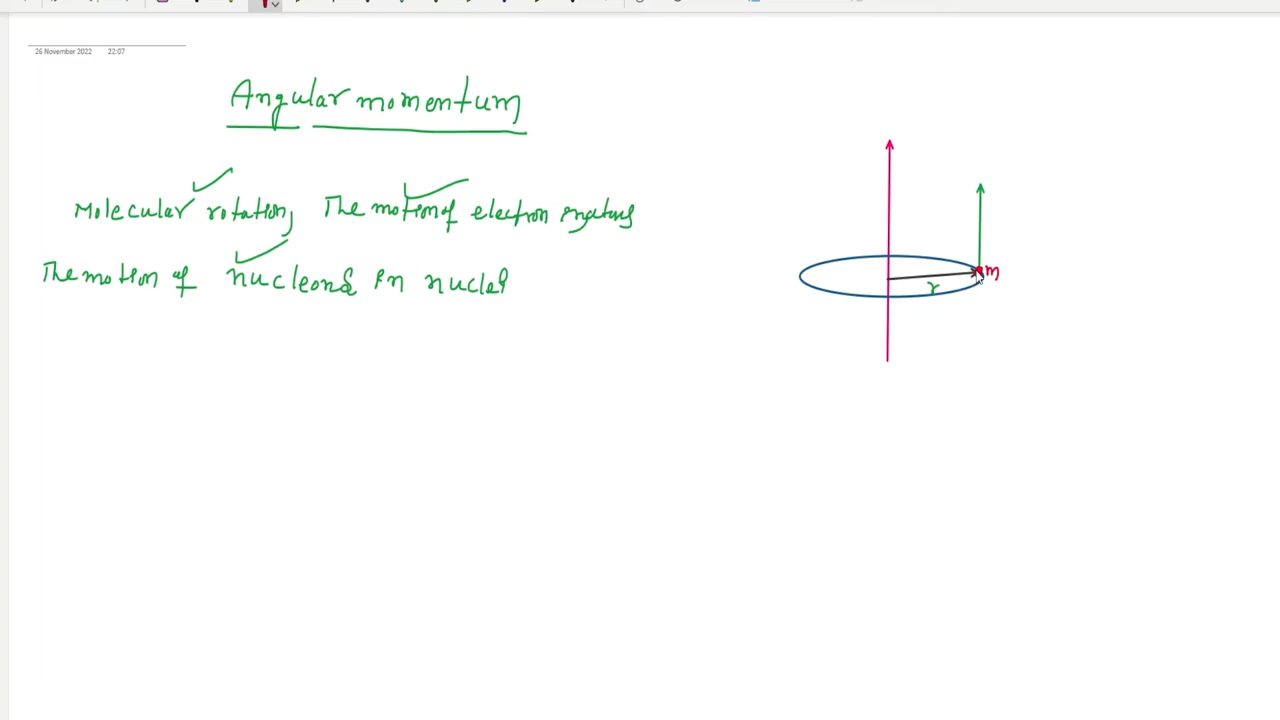 26 November 2022 22:07
Angular momentum
Molecular rotation, The motion of electron
The motion of nucleons in nuclei
m
r